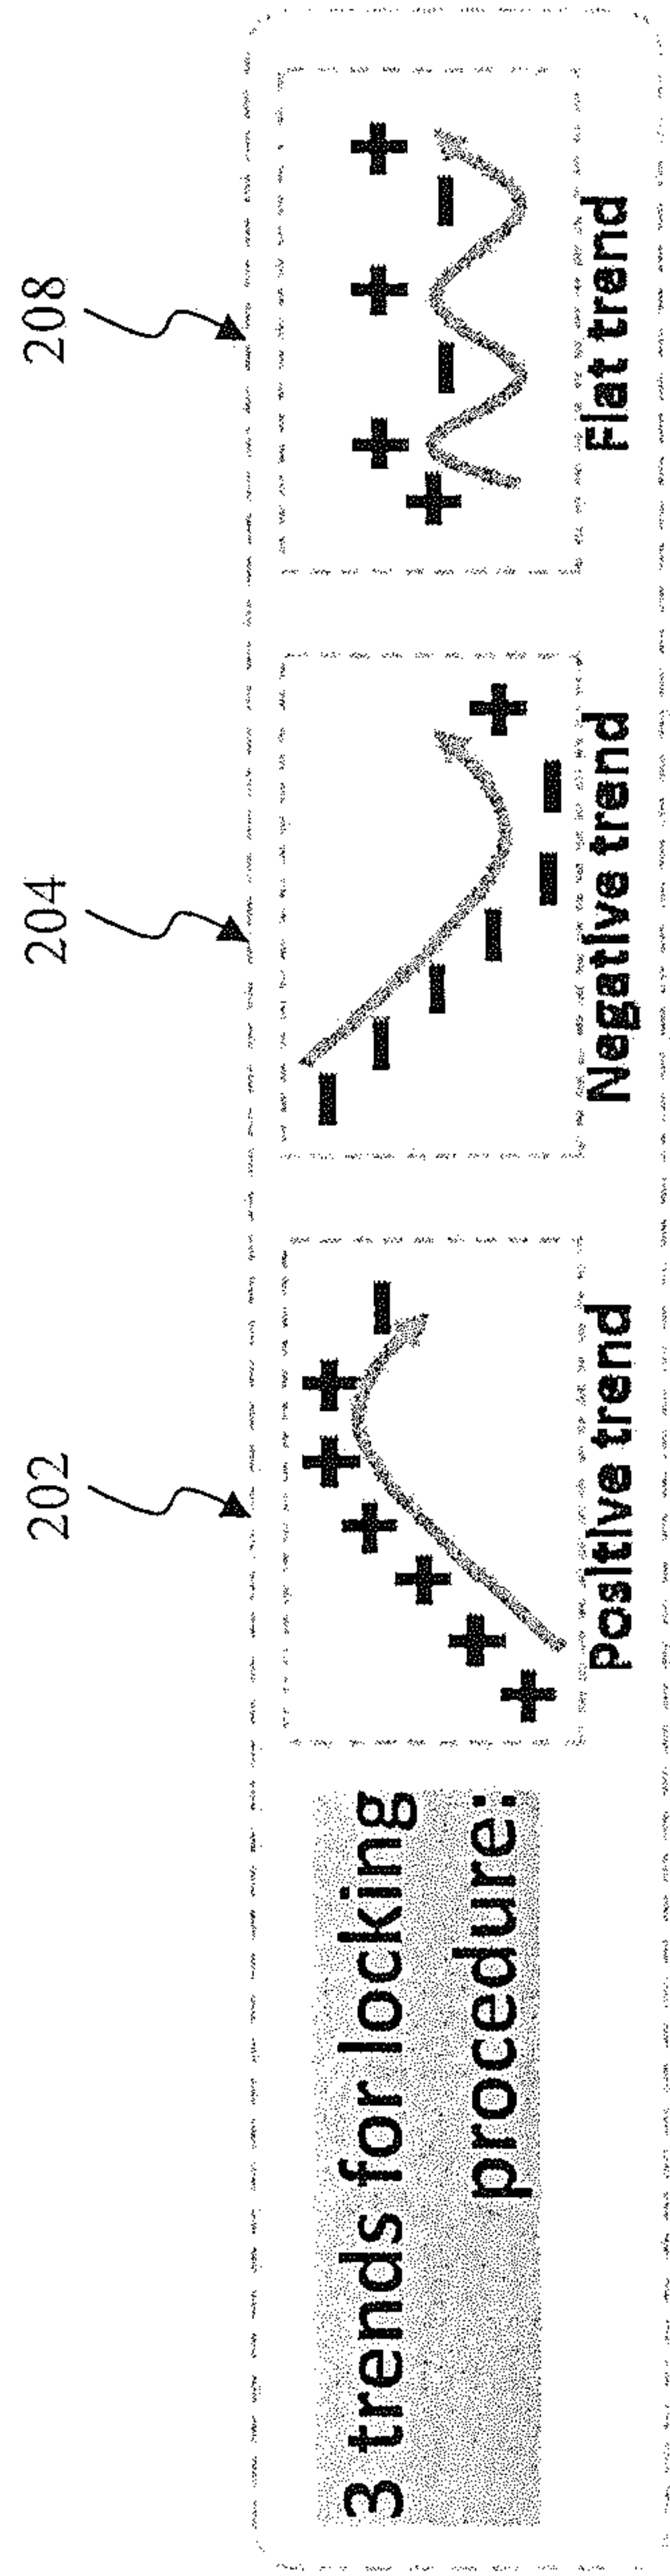 202
204
208
3 trends for locking
procedure:
+ + + + + + −
− − − − − − +
+ + − + − +
Positive trend
Negative trend
Flat trend